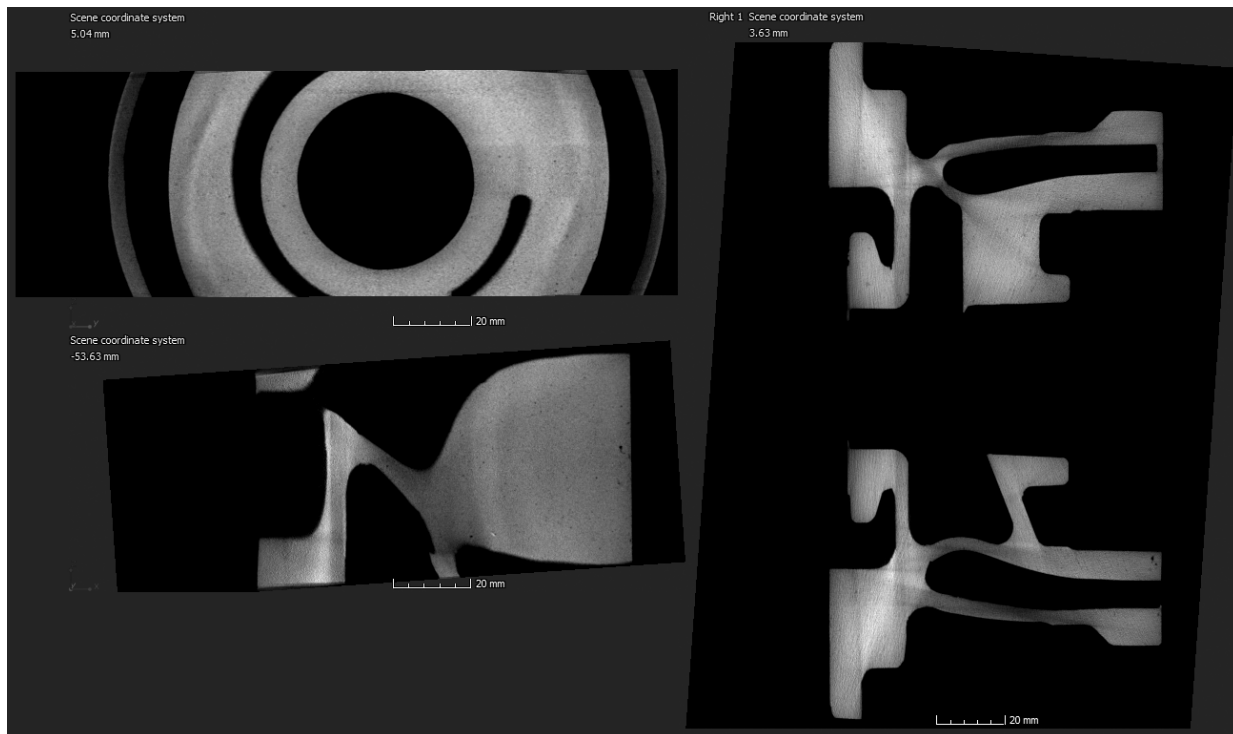 Scene coordinate system
5.04 mm
20 mm
Scene coordinate system
-53.63 mm
20 mm
Right 1 Scene coordinate system
3.63 mm
20 mm